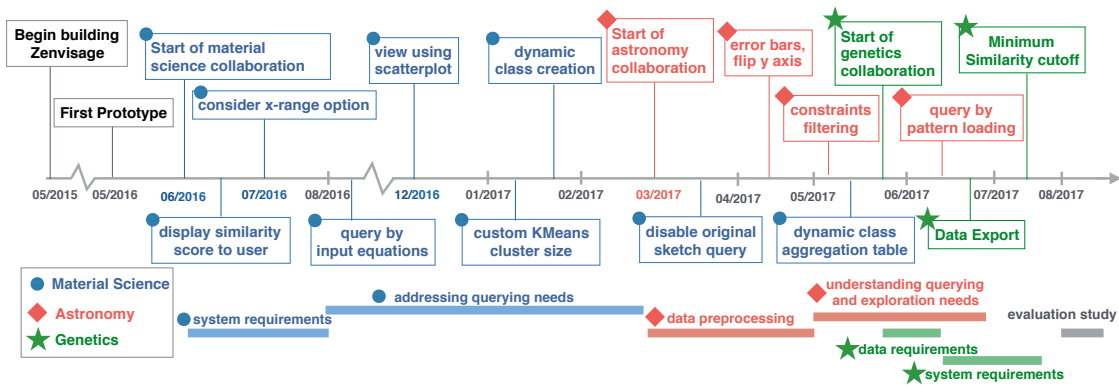 Begin building
Zenvisage
First Prototype
Start of material
science collaboration
consider x-range option
view using
scatterplot
dynamic
class creation
Start of
astronomy
collaboration
error bars,
flip y axis
constraints
filtering
Start of
genetics
collaboration
query by
pattern loading
Minimum
Similarity cutoff
05/2015
05/2016
06/2016
07/2016
08/2016
12/2016
01/2017
02/2017
03/2017
04/2017
05/2017
06/2017
07/2017
08/2017
display similarity
score to user
query by
input equations
custom KMeans
cluster size
disable original
sketch query
dynamic class
aggregation table
Data Export
Material Science
Astronomy
Genetics
system requirements
addressing querying needs
data preprocessing
understanding querying
and exploration needs
data requirements
system requirements
evaluation study